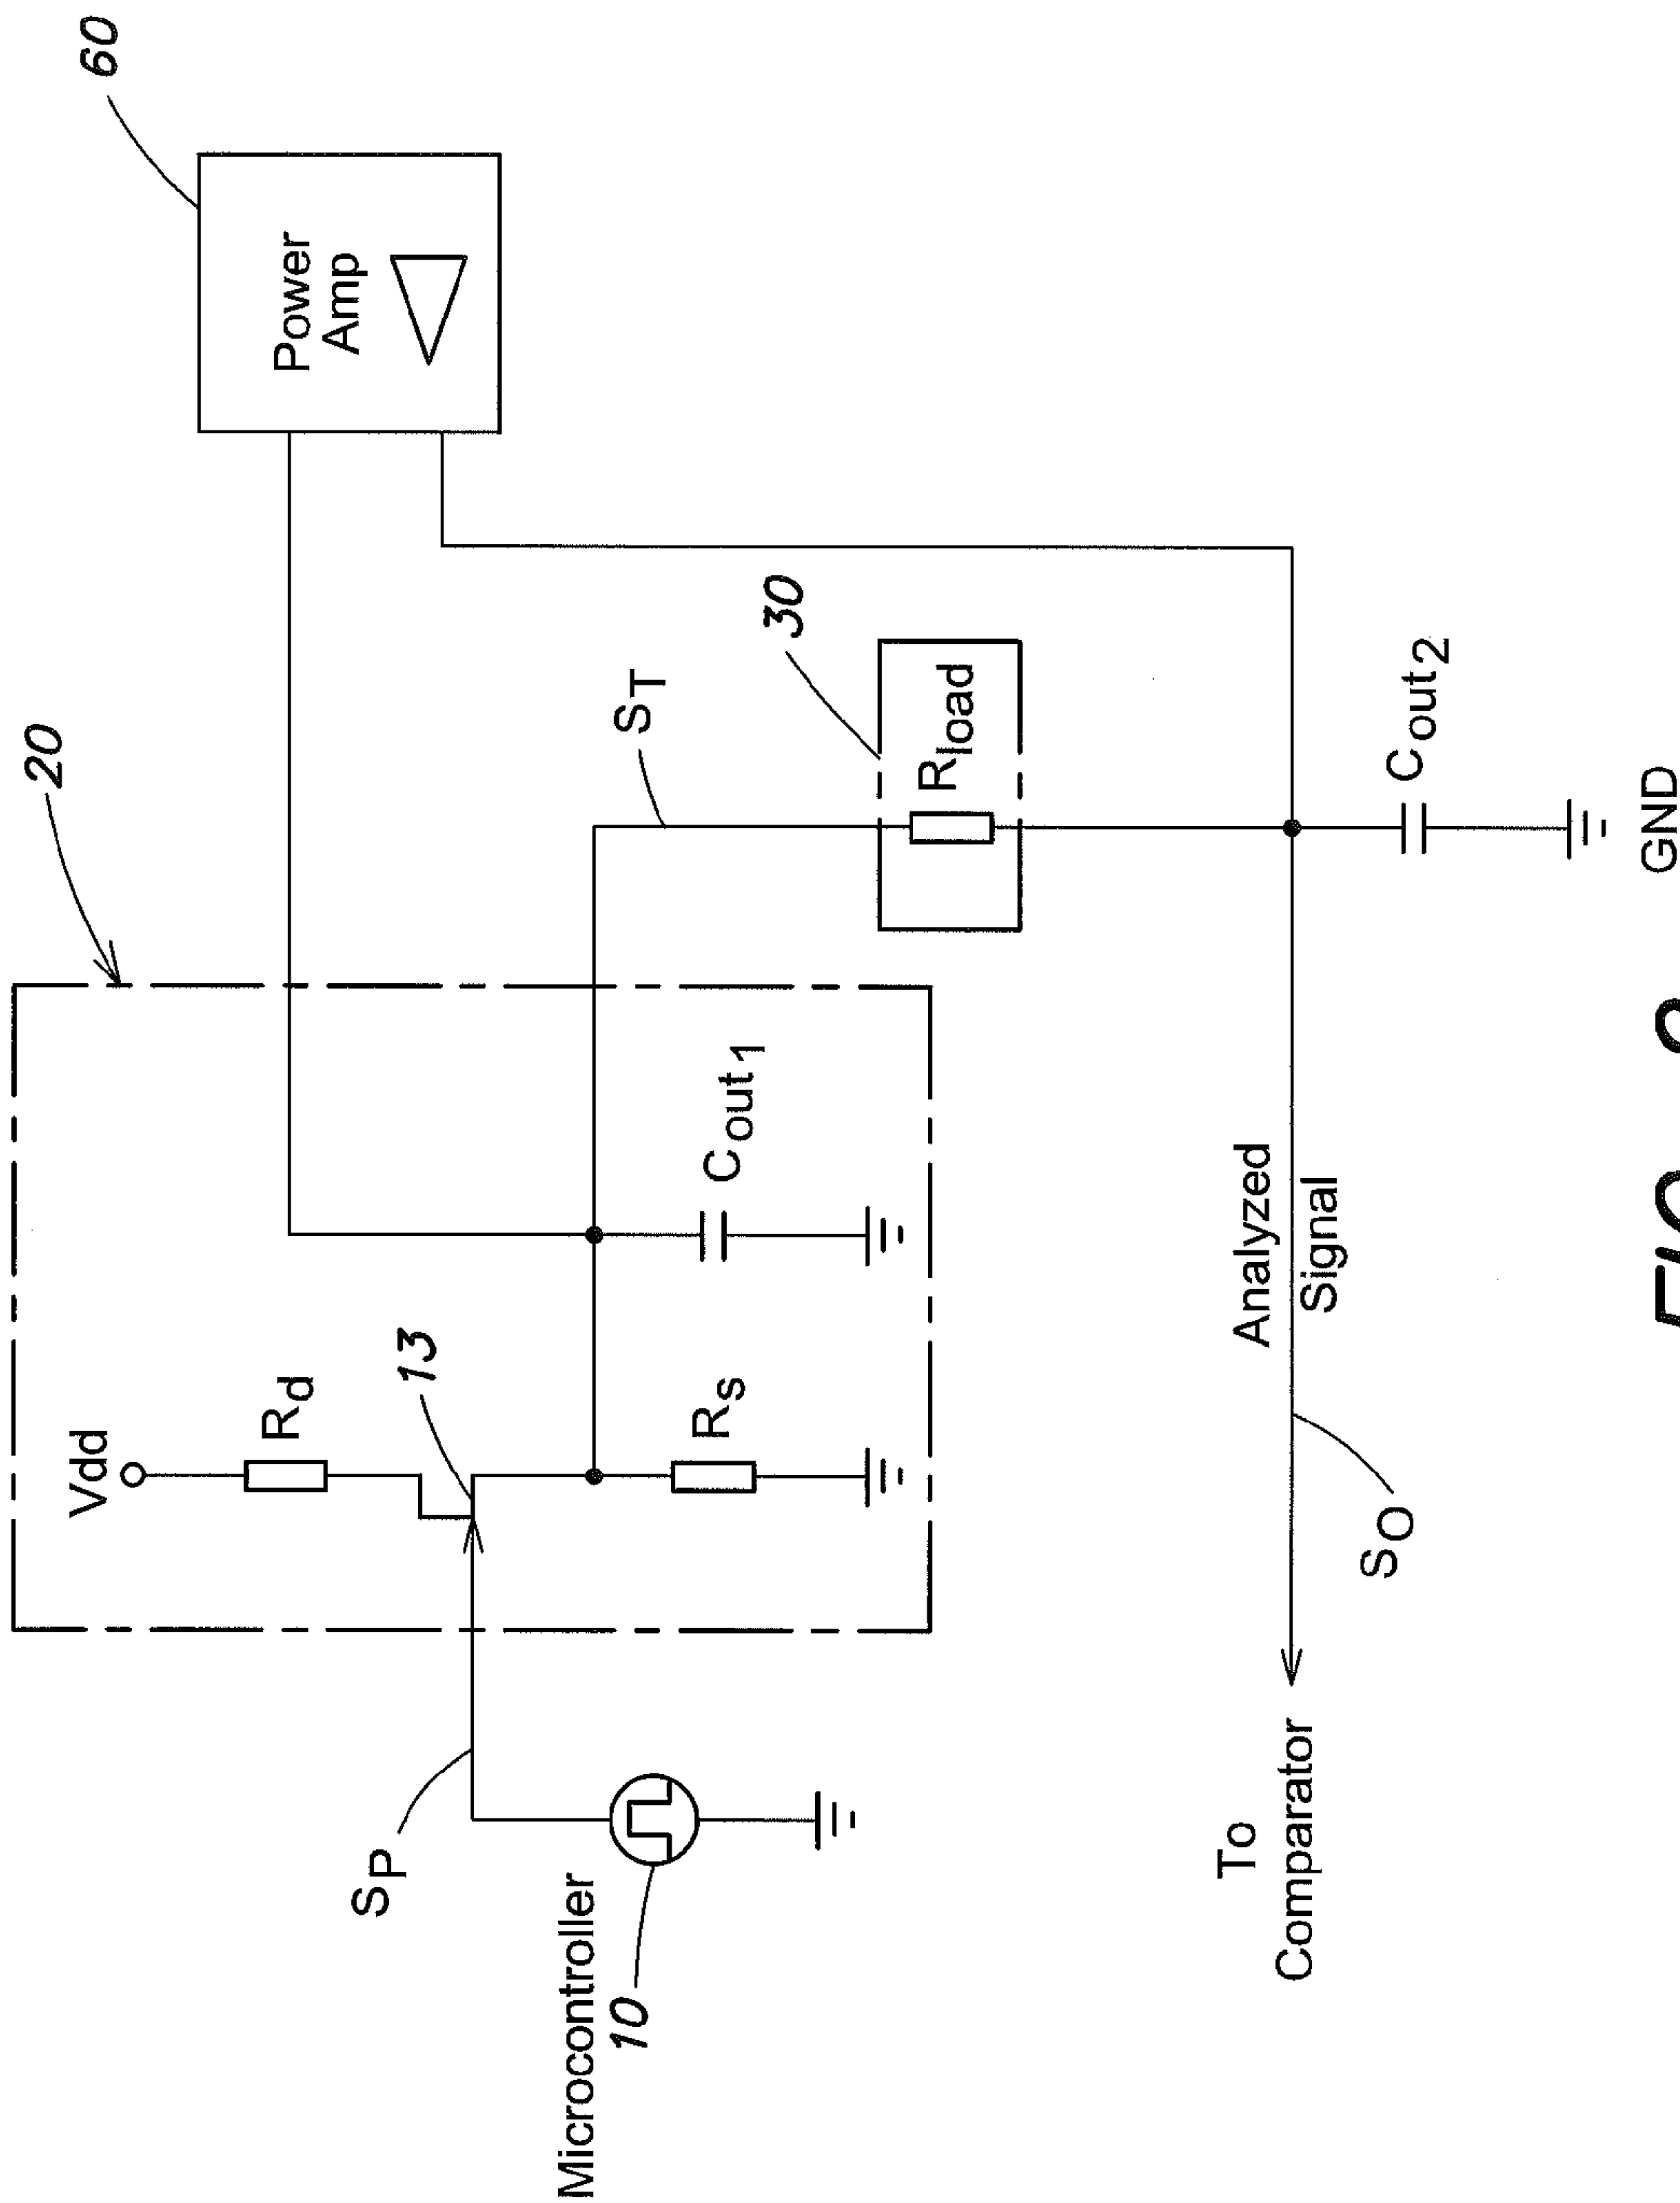 20
60
Vdd
Rd
13
Rs
Cout1
Power
Amp
SP
ST
30
Rload
Microcontroller
10
Analyzed
Signal
To
Comparator
SO
Cout2
GND